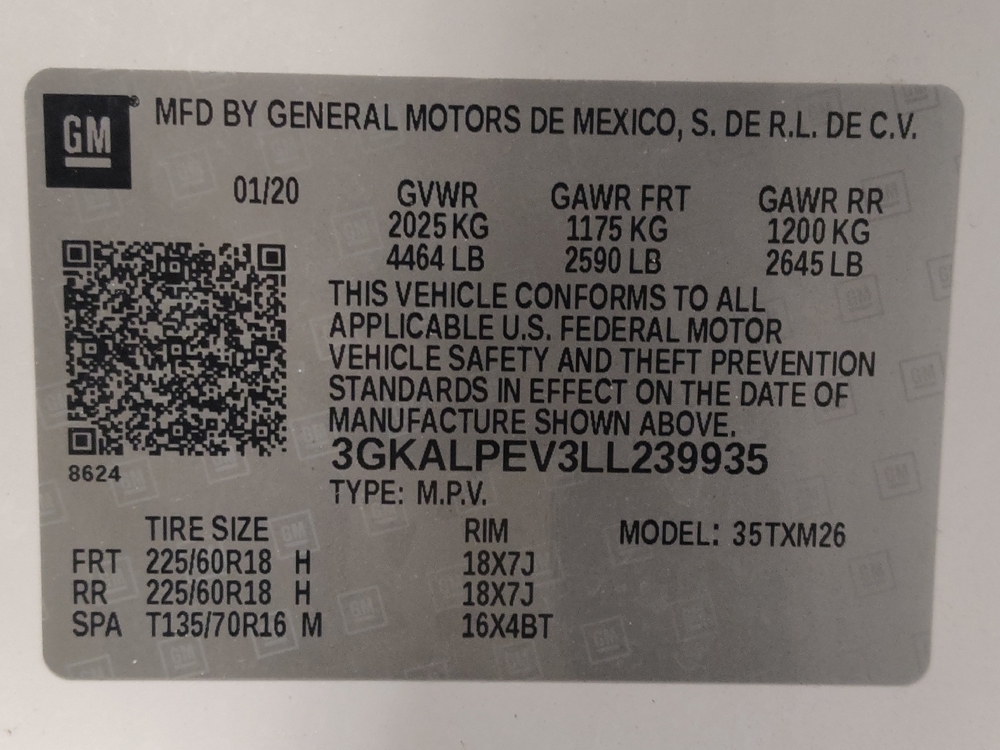 GM® MFD BY GENERAL MOTORS DE MEXICO, S. DE R.L. DE C.V.
01/20 GVWR GAWR FRT GAWR RR
2025 KG 1175 KG 1200 KG
4464 LB 2590 LB 2645 LB
THIS VEHICLE CONFORMS TO ALL
APPLICABLE U.S. FEDERAL MOTOR
VEHICLE SAFETY AND THEFT PREVENTION
STANDARDS IN EFFECT ON THE DATE OF
MANUFACTURE SHOWN ABOVE.
3GKALPEV3LL239935
8624
TYPE: M.P.V.
TIRE SIZE RIM MODEL: 35TXM26
FRT 225/60R18 H 18X7J
RR 225/60R18 H 18X7J
SPA T135/70R16 M 16X4BT